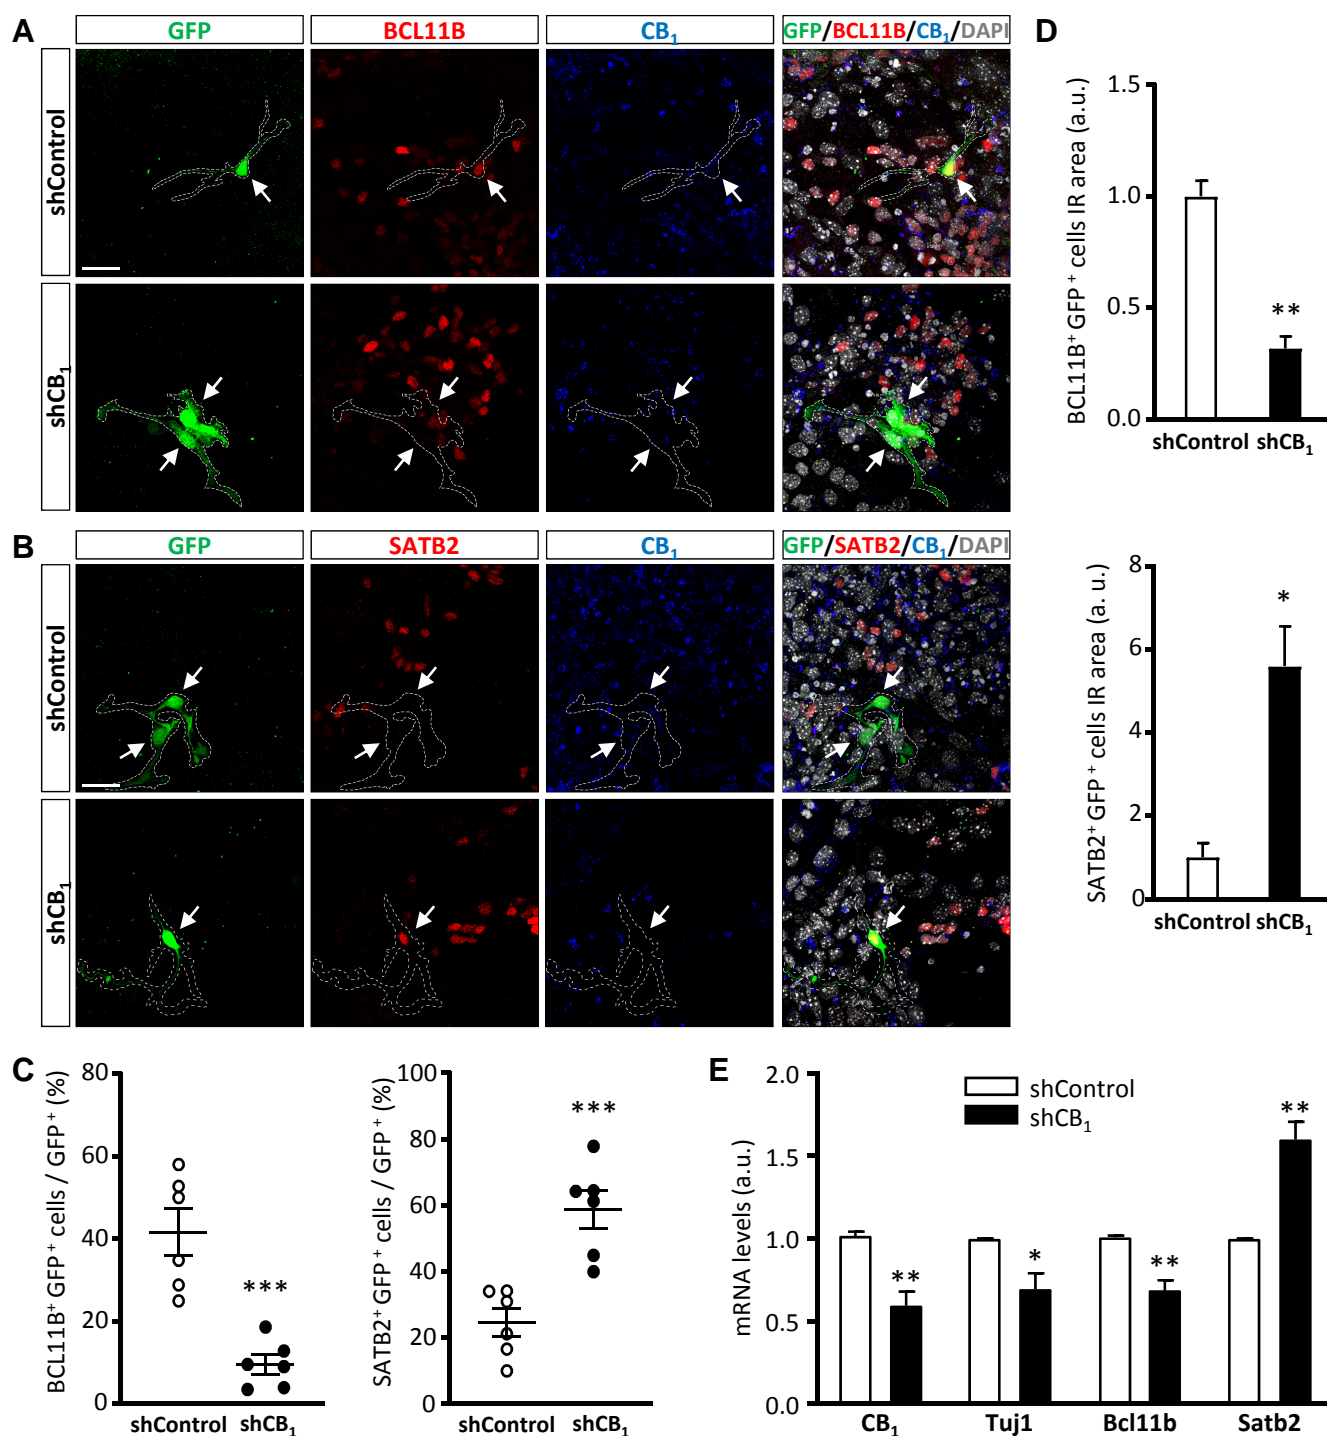 A
GFP
BCL11B
CB₁
GFP/BCL11B/CB₁/DAPI
shControl
shCB₁
B
GFP
SATB2
CB₁
GFP/SATB2/CB₁/DAPI
shControl
shCB₁
D
BCL11B⁺ GFP⁺ cells IR area (a.u.)
1.5
1.0
0.5
0.0
**
shControl shCB₁
SATB2⁺ GFP⁺ cells IR area (a. u.)
8
6
4
2
0
*
shControl shCB₁
C
BCL11B⁺ GFP⁺ cells / GFP⁺ (%)
80
60
40
20
0
***
shControl shCB₁
SATB2⁺ GFP⁺ cells / GFP⁺ (%)
100
80
60
40
20
0
***
shControl shCB₁
E
mRNA levels (a.u.)
2.0
1.5
1.0
0.5
0.0
shControl
shCB₁
**
*
**
**
CB₁ Tuj1 Bcl11b Satb2